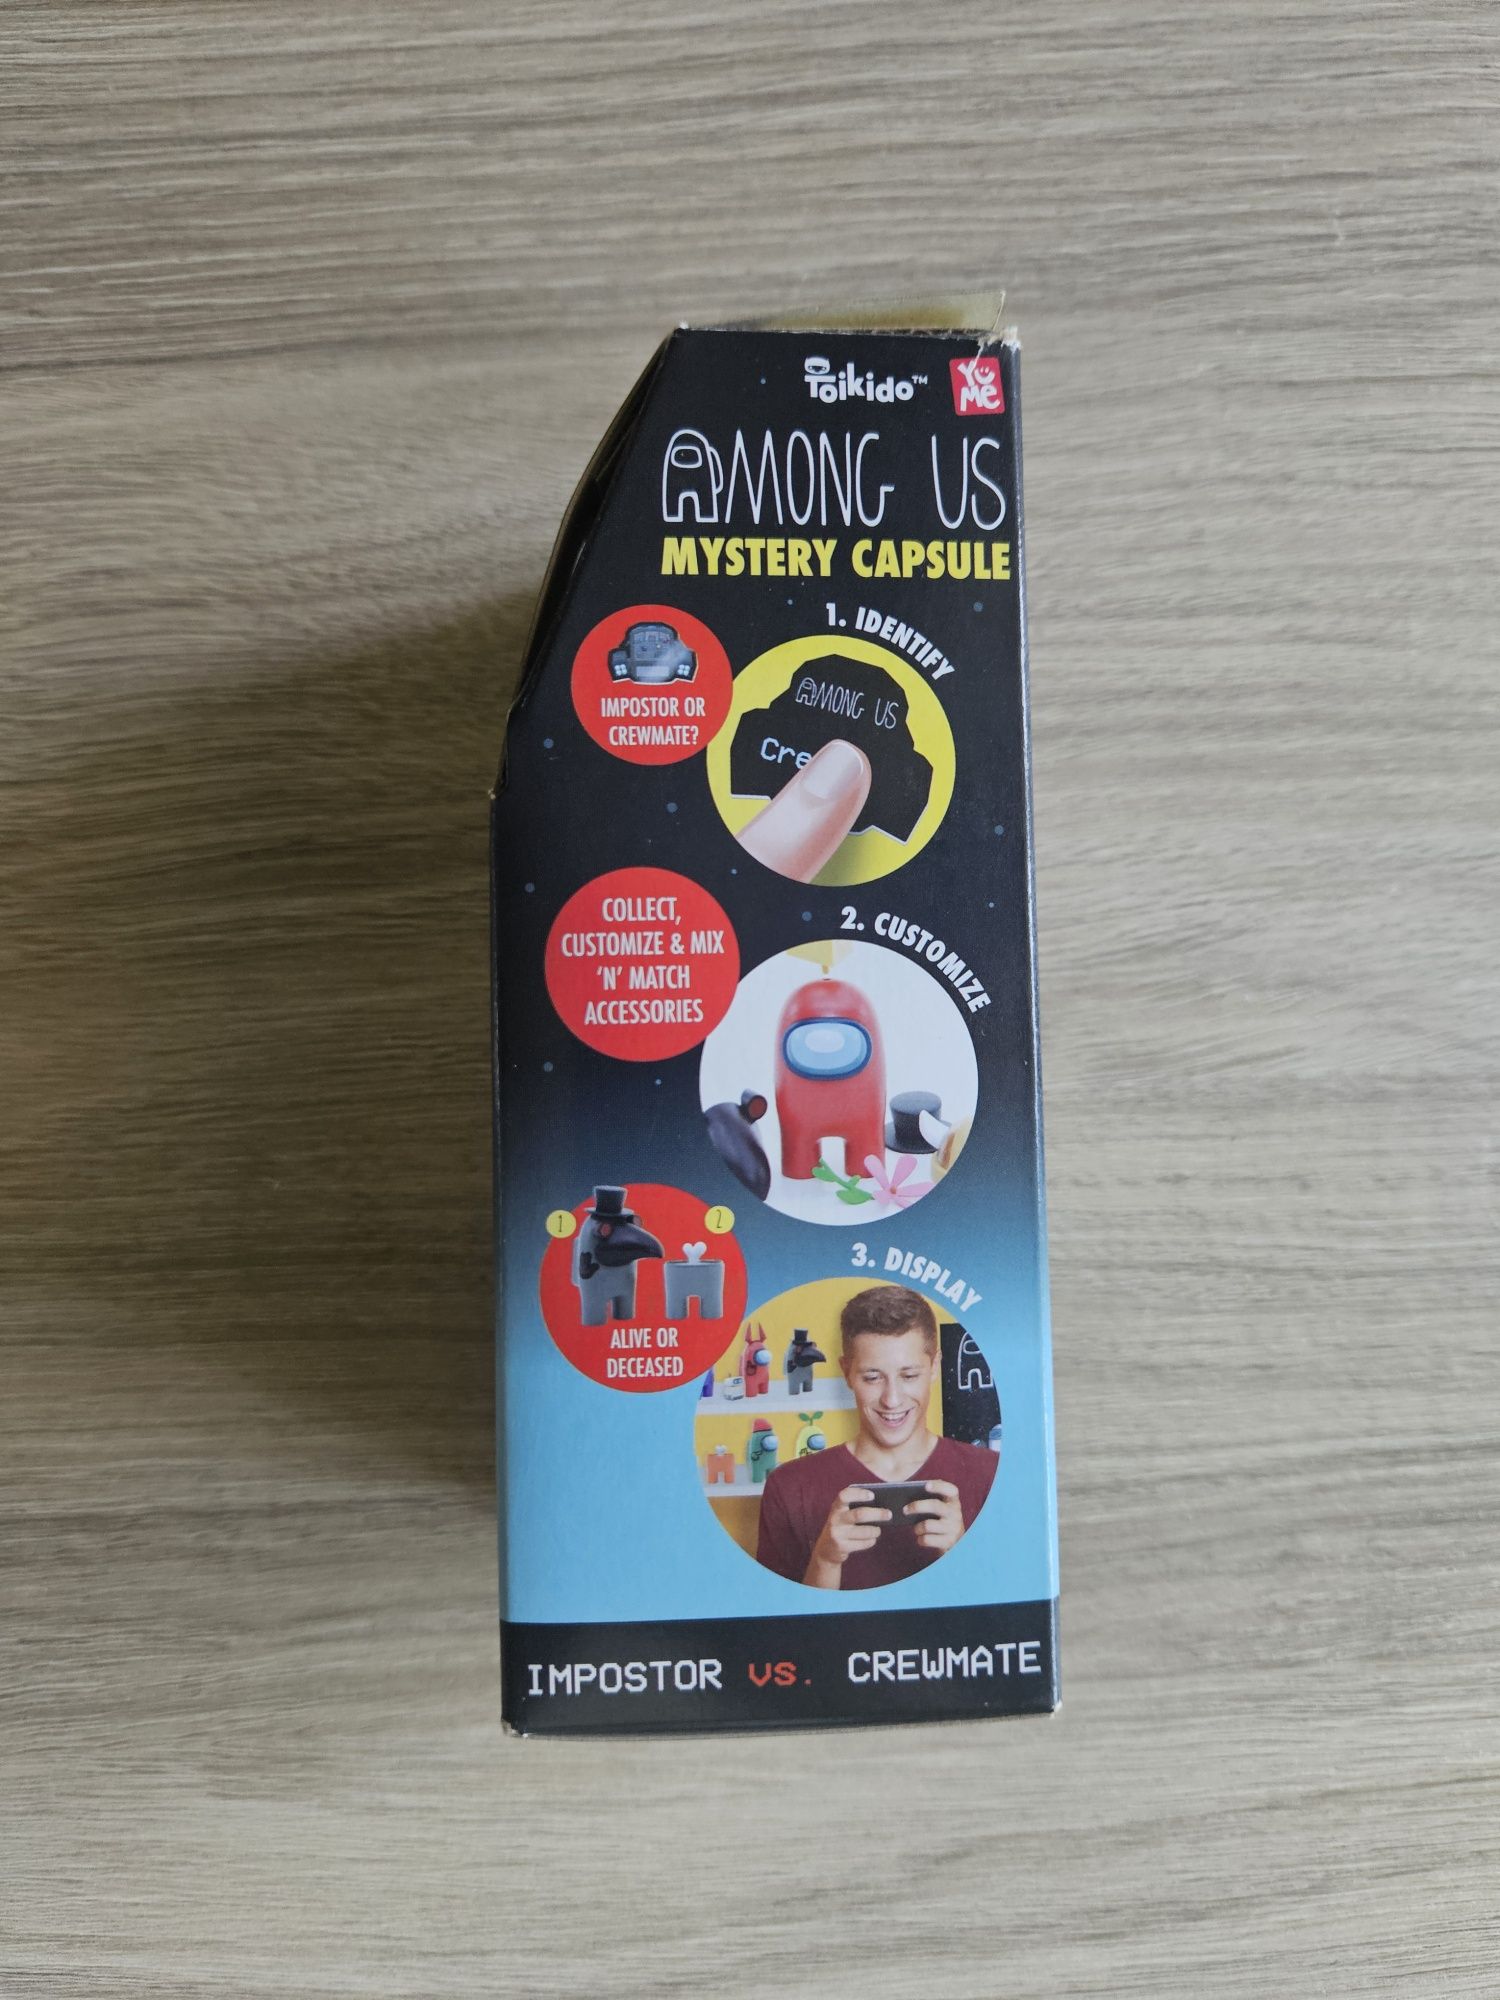 Toikido™
YuMe
AMONG US
MYSTERY CAPSULE
1. IDENTIFY
IMPOSTOR OR
CREWMATE?
AMONG US
Cre
2. CUSTOMIZE
COLLECT,
CUSTOMIZE & MIX
'N' MATCH
ACCESSORIES
3. DISPLAY
1
2
ALIVE OR
DECEASED
IMPOSTOR vs. CREWMATE